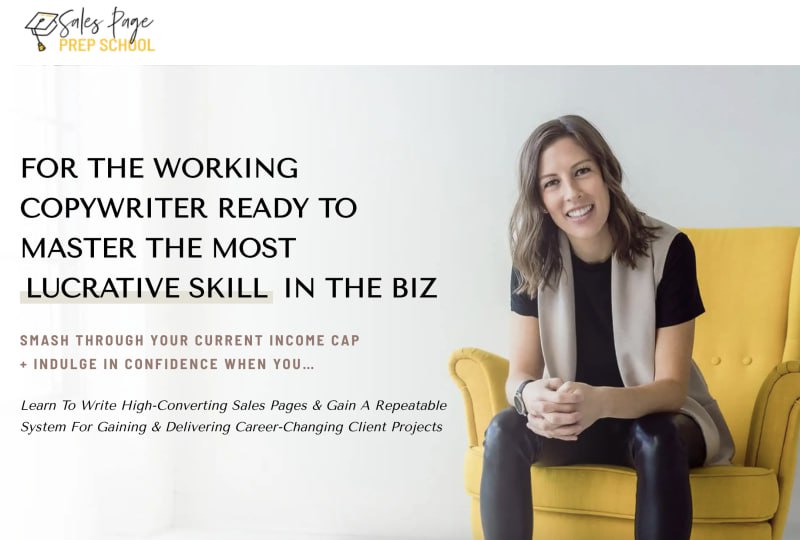 Sales Page
PREP SCHOOL
FOR THE WORKING
COPYWRITER READY TO
MASTER THE MOST
LUCRATIVE SKILL IN THE BIZ
SMASH THROUGH YOUR CURRENT INCOME CAP
+ INDULGE IN CONFIDENCE WHEN YOU...
Learn To Write High-Converting Sales Pages & Gain A Repeatable
System For Gaining & Delivering Career-Changing Client Projects